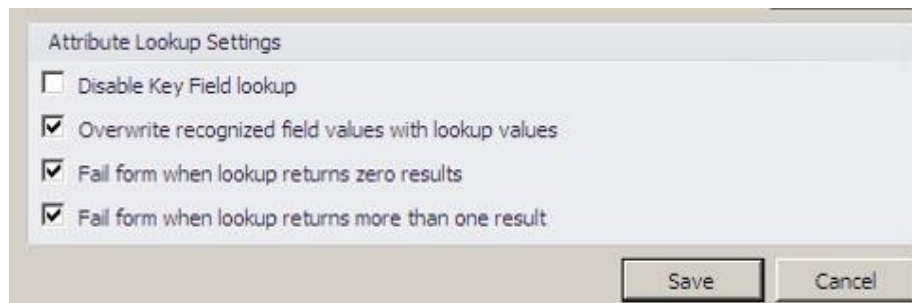 Attribute Lookup Settings
Disable Key Field lookup
Overwrite recognized field values with lookup values
Fail form when lookup returns zero results
Fail form when lookup returns more than one result
Save Cancel